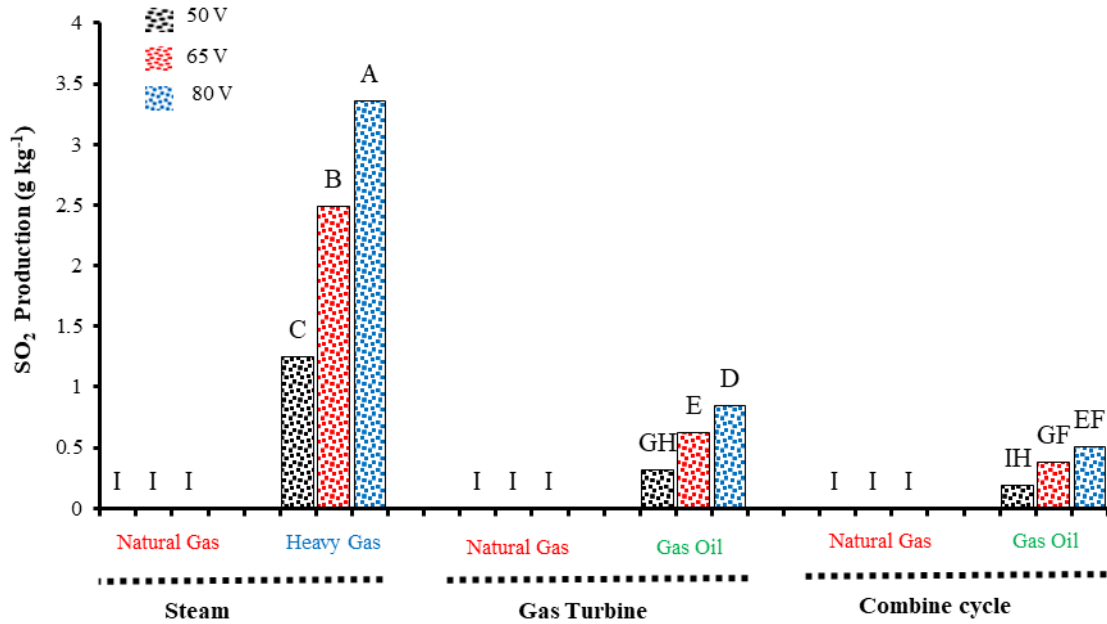 50 V
65 V
80 V
SO₂ Production (g kg⁻¹)
4
3.5
3
2.5
2
1.5
1
0.5
0
I I I C B A I I I GH E D I I I IH GF EF
Natural Gas Heavy Gas Natural Gas Gas Oil Natural Gas Gas Oil
Steam Gas Turbine Combine cycle